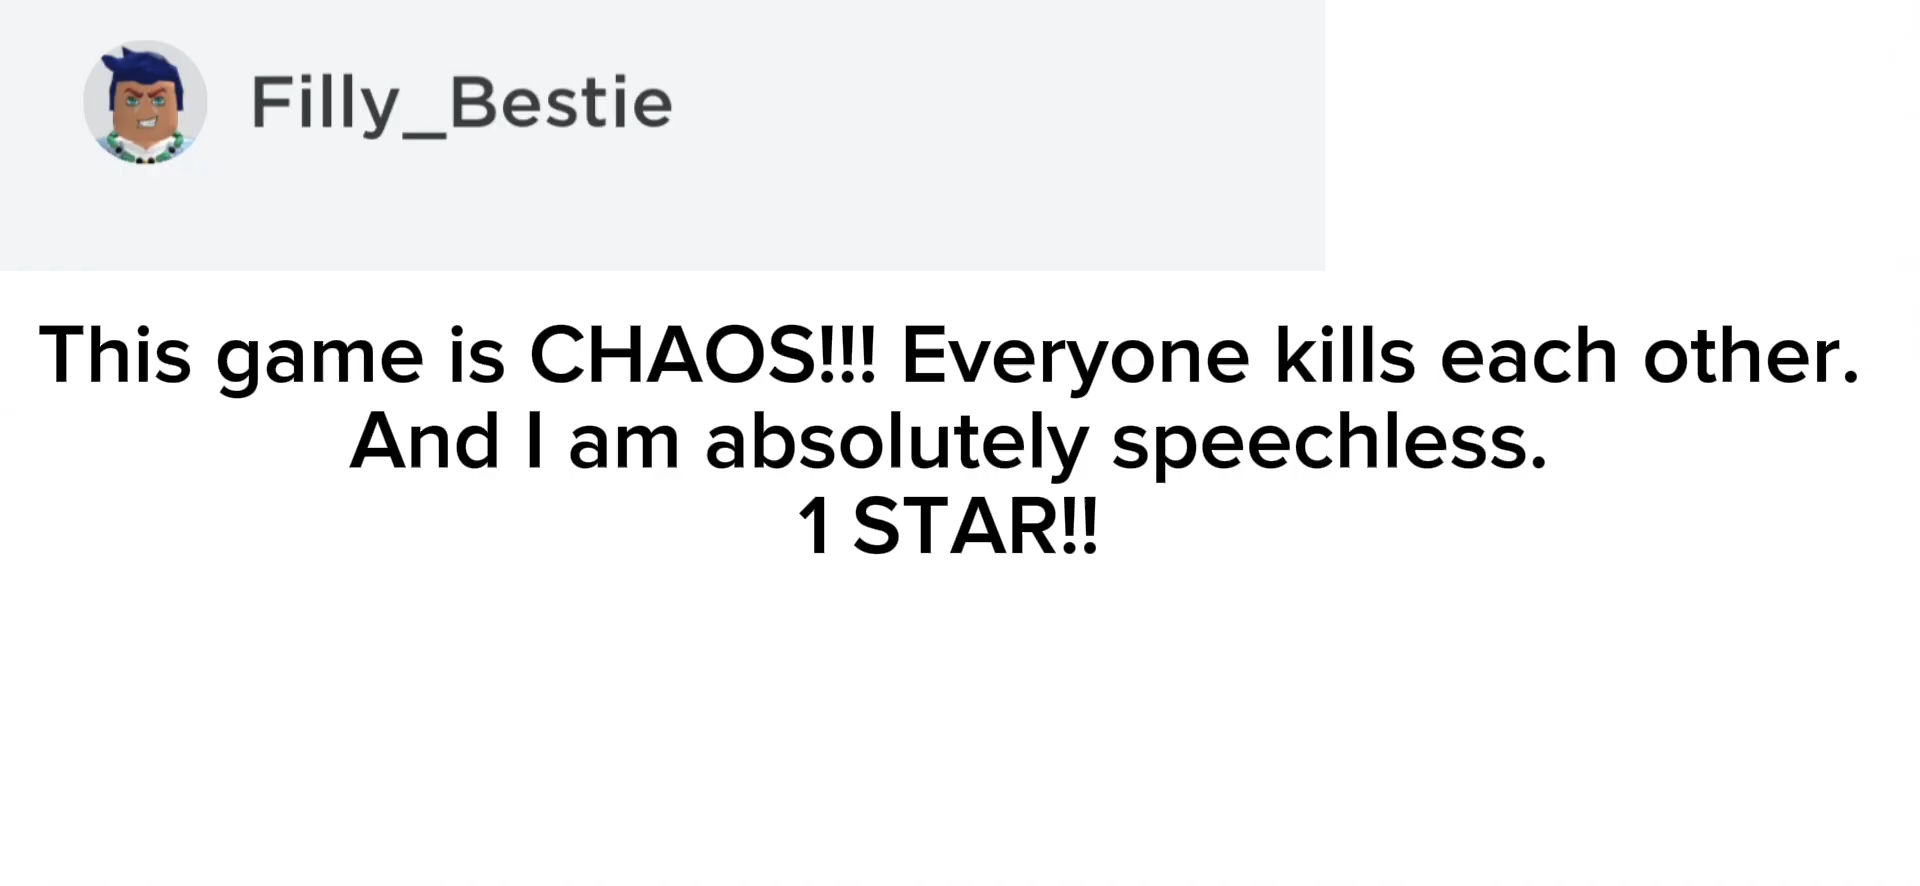 Filly_Bestie
This game is CHAOS!!! Everyone kills each other.
And I am absolutely speechless.
1 STAR!!